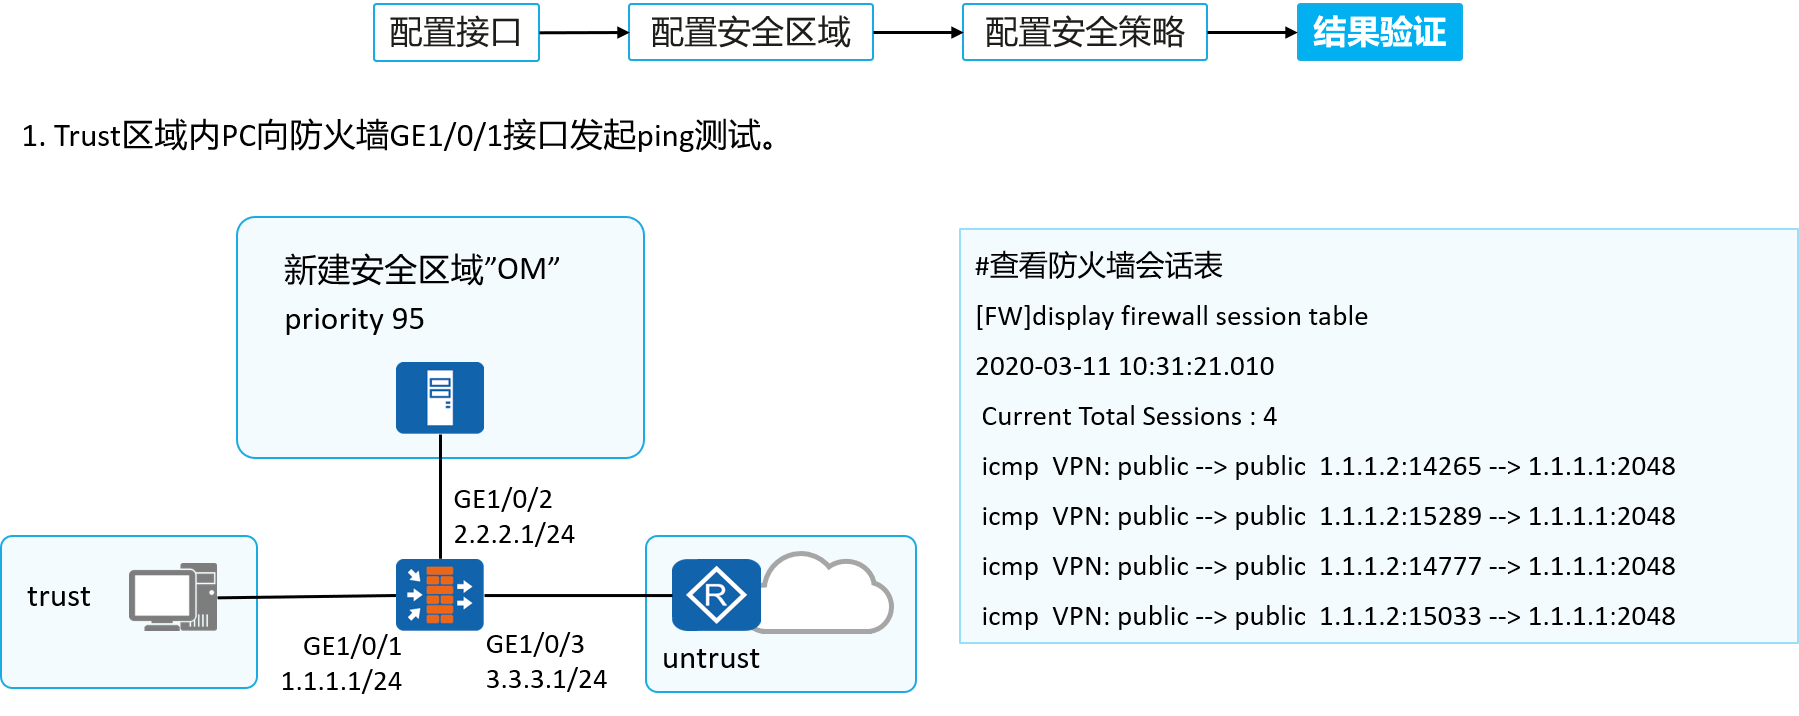 配置接口
配置安全区域
配置安全策略
结果验证
1. Trust区域内PC向防火墙GE1/0/1接口发起ping测试。
新建安全区域”OM”
priority 95
GE1/0/2
2.2.2.1/24
trust
GE1/0/1
1.1.1.1/24
GE1/0/3
3.3.3.1/24
R
untrust
#查看防火墙会话表
[FW]display firewall session table
2020-03-11 10:31:21.010
Current Total Sessions : 4
icmp  VPN: public --> public  1.1.1.2:14265 --> 1.1.1.1:2048
icmp  VPN: public --> public  1.1.1.2:15289 --> 1.1.1.1:2048
icmp  VPN: public --> public  1.1.1.2:14777 --> 1.1.1.1:2048
icmp  VPN: public --> public  1.1.1.2:15033 --> 1.1.1.1:2048